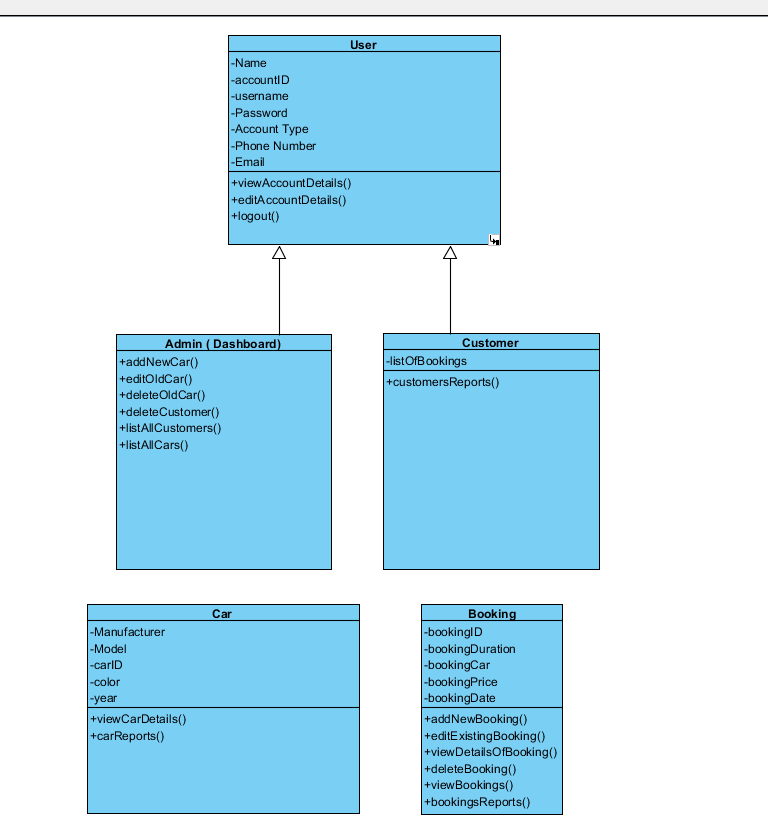 User
-Name
-accountID
-username
-Password
-Account Type
-Phone Number
-Email
+viewAccountDetails()
+editAccountDetails()
+logout()
Admin ( Dashboard)
+addNewCar()
+editOldCar()
+deleteOldCar()
+deleteCustomer()
+listAllCustomers()
+listAllCars()
Customer
-listOfBookings
+customersReports()
Car
-Manufacturer
-Model
-carID
-color
-year
+viewCarDetails()
+carReports()
Booking
-bookingID
-bookingDuration
-bookingCar
-bookingPrice
-bookingDate
+addNewBooking()
+editExistingBooking()
+viewDetailsOfBooking()
+deleteBooking()
+viewBookings()
+bookingsReports()